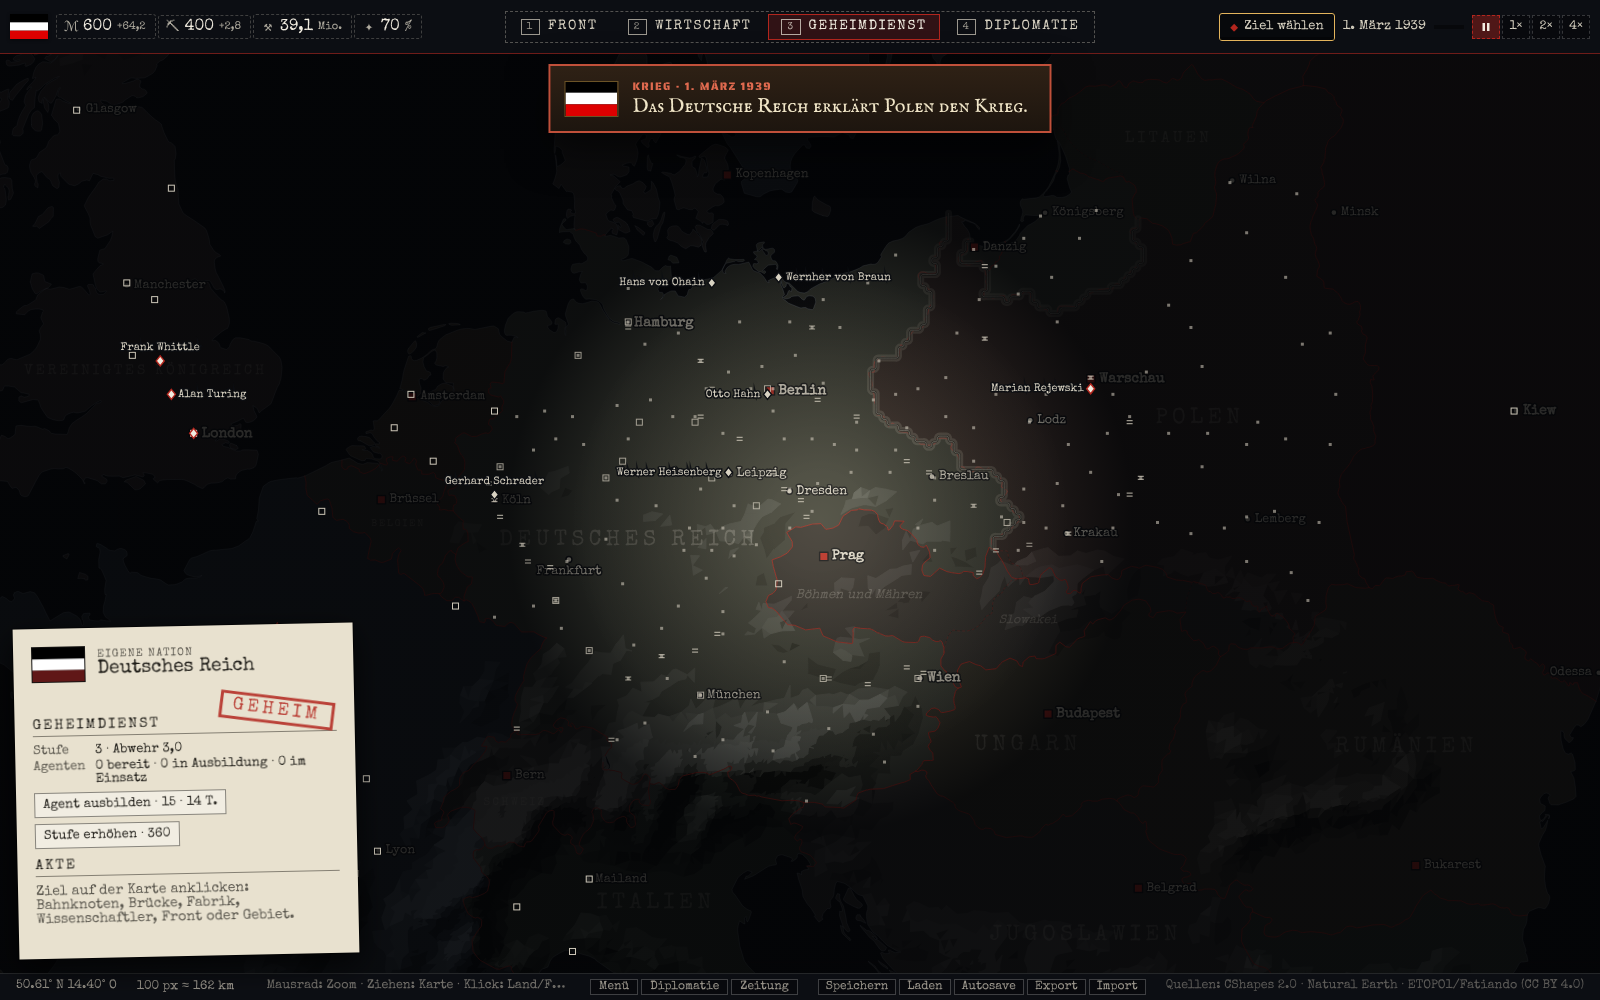 ℳ 600 +64,2 400 +2,8 39,1 Mio. 70 %
1 FRONT 2 WIRTSCHAFT 3 GEHEIMDIENST 4 DIPLOMATIE
Ziel wählen 1. März 1939 1× 2× 4×
KRIEG · 1. MÄRZ 1939
Das Deutsche Reich erklärt Polen den Krieg.
Glasgow
LITAUEN
Kopenhagen
Wilna
Königsberg
Minsk
Danzig
Manchester
Hans von Ohain
Wernher von Braun
Hamburg
Frank Whittle
VEREINIGTES KÖNIGREICH
Alan Turing
Amsterdam
Otto Hahn
Berlin
Marian Rejewski
Warschau
POLEN
Kiew
Lodz
London
Werner Heisenberg
Leipzig
Breslau
Gerhard Schrader
Köln
Dresden
Brüssel
Lemberg
Krakau
DEUTSCHES REICH
Prag
Frankfurt
Böhmen und Mähren
Slowakei
Wien
München
Odessa
Budapest
UNGARN
RUMÄNIEN
Bern
Lyon
Mailand
ITALIEN
Bukarest
Belgrad
JUGOSLAWIEN
EIGENE NATION
Deutsches Reich
GEHEIM
GEHEIMDIENST
Stufe 3 · Abwehr 3,0
Agenten 0 bereit · 0 in Ausbildung · 0 im
Einsatz
Agent ausbilden · 15 · 14 T.
Stufe erhöhen · 360
AKTE
Ziel auf der Karte anklicken:
Bahnknoten, Brücke, Fabrik,
Wissenschaftler, Front oder Gebiet.
50.61° N 14.40° O 100 px ≈ 162 km Mausrad: Zoom · Ziehen: Karte · Klick: Land/F... Menü Diplomatie Zeitung Speichern Laden Autosave Export Import Quellen: CShapes 2.0 · Natural Earth · ETOPO1/Fatiando (CC BY 4.0)